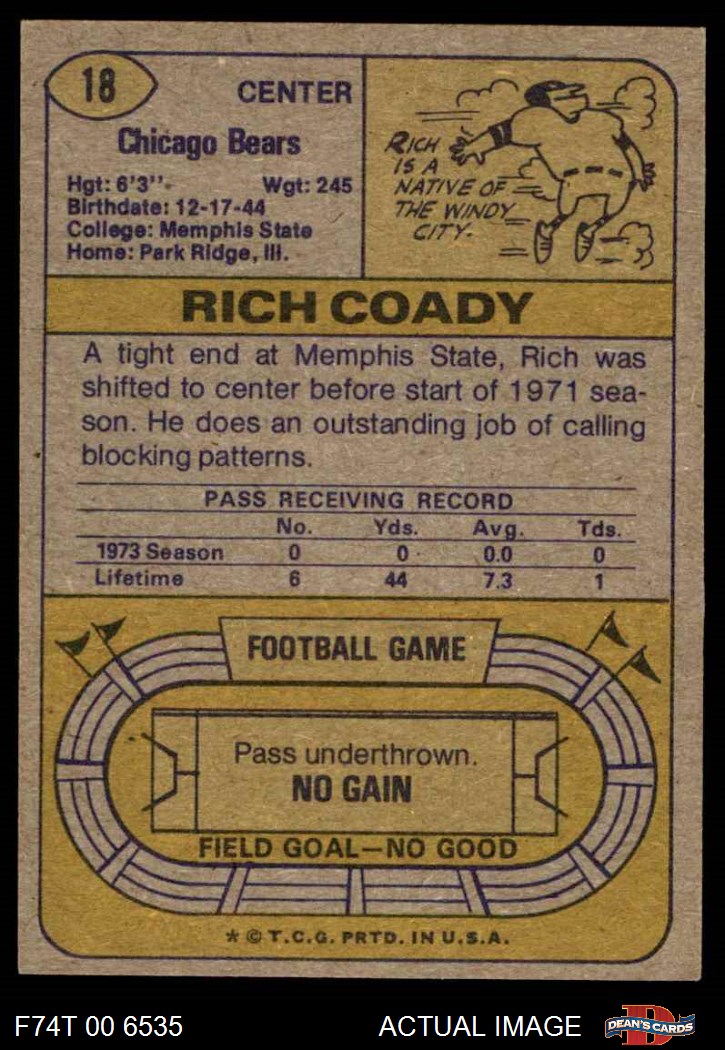 18
CENTER
Chicago Bears
Hgt: 6'3".
Wgt: 245
Birthdate: 12-17-44
College: Memphis State
Home: Park Ridge, Ill.
RICH
IS A
NATIVE OF
THE WINDY
CITY.
RICH COADY
A tight end at Memphis State, Rich was
shifted to center before start of 1971 sea-
son. He does an outstanding job of calling
blocking patterns.
PASS RECEIVING RECORD
No. Yds. Avg. Tds.
1973 Season 0 0 0.0 0
Lifetime 6 44 7.3 1
FOOTBALL GAME
Pass underthrown.
NO GAIN
FIELD GOAL—NO GOOD
* © T.C.G. PRTD. IN U.S.A.
F74T 00 6535
ACTUAL IMAGE
D
DEAN'S CARDS